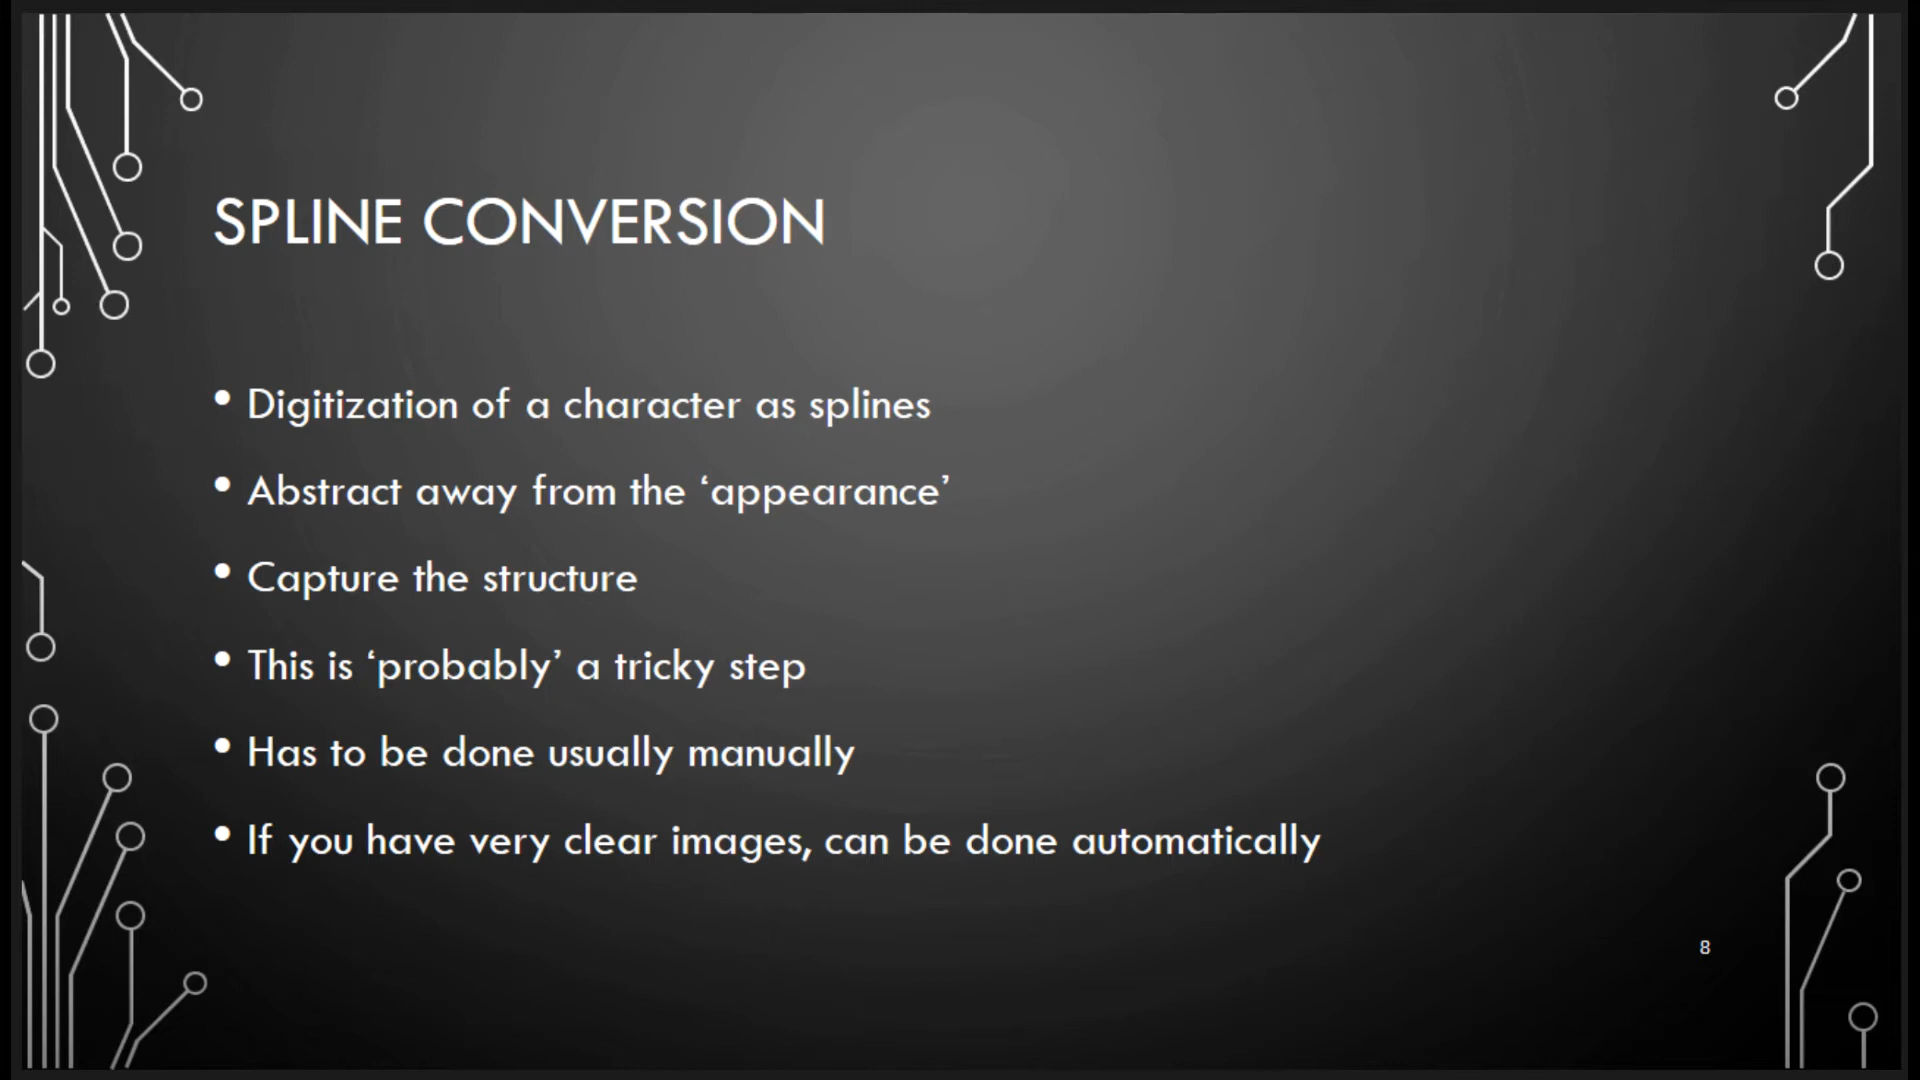 SPLINE CONVERSION
• Digitization of a character as splines
• Abstract away from the ‘appearance’
• Capture the structure
• This is ‘probably’ a tricky step
• Has to be done usually manually
• If you have very clear images, can be done automatically
8